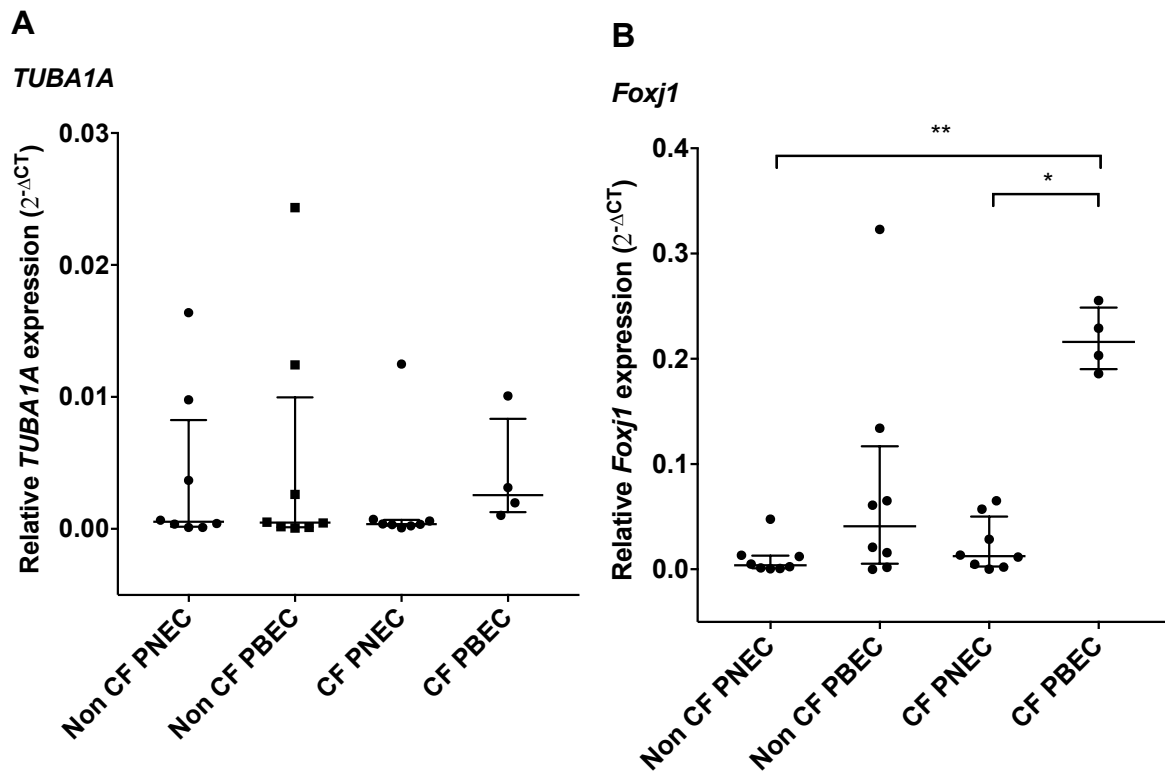 A
TUBA1A
Relative TUBA1A expression (2-ΔCT)
0.03
0.02
0.01
0.00
Non CF PNEC
Non CF PBEC
CF PNEC
CF PBEC
B
Foxj1
Relative Foxj1 expression (2-ΔCT)
**
*
0.4
0.3
0.2
0.1
0.0
Non CF PNEC
Non CF PBEC
CF PNEC
CF PBEC